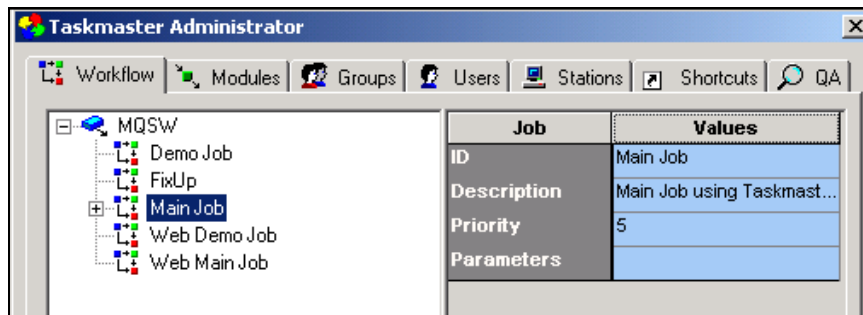 Taskmaster Administrator
Workflow Modules Groups Users Stations Shortcuts QA
MQSW
Demo Job
FixUp
Main Job
Web Demo Job
Web Main Job
Job Values
ID Main Job
Description Main Job using Taskmast...
Priority 5
Parameters